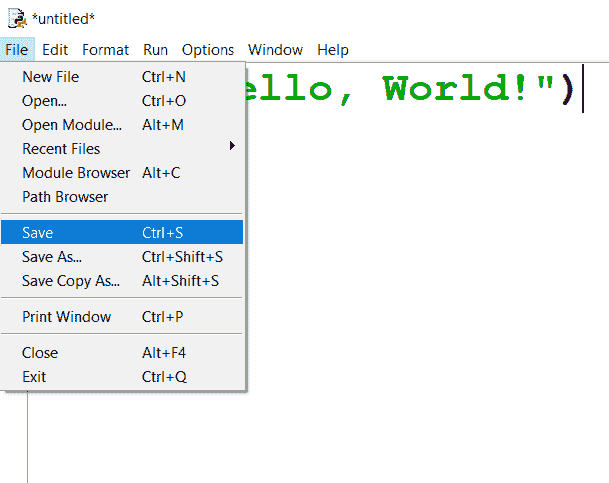 *untitled*
File Edit Format Run Options Window Help
New File Ctrl+N
Open... Ctrl+O
Open Module... Alt+M
Recent Files
Module Browser Alt+C
Path Browser
Save Ctrl+S
Save As... Ctrl+Shift+S
Save Copy As... Alt+Shift+S
Print Window Ctrl+P
Close Alt+F4
Exit Ctrl+Q
ello, World!")